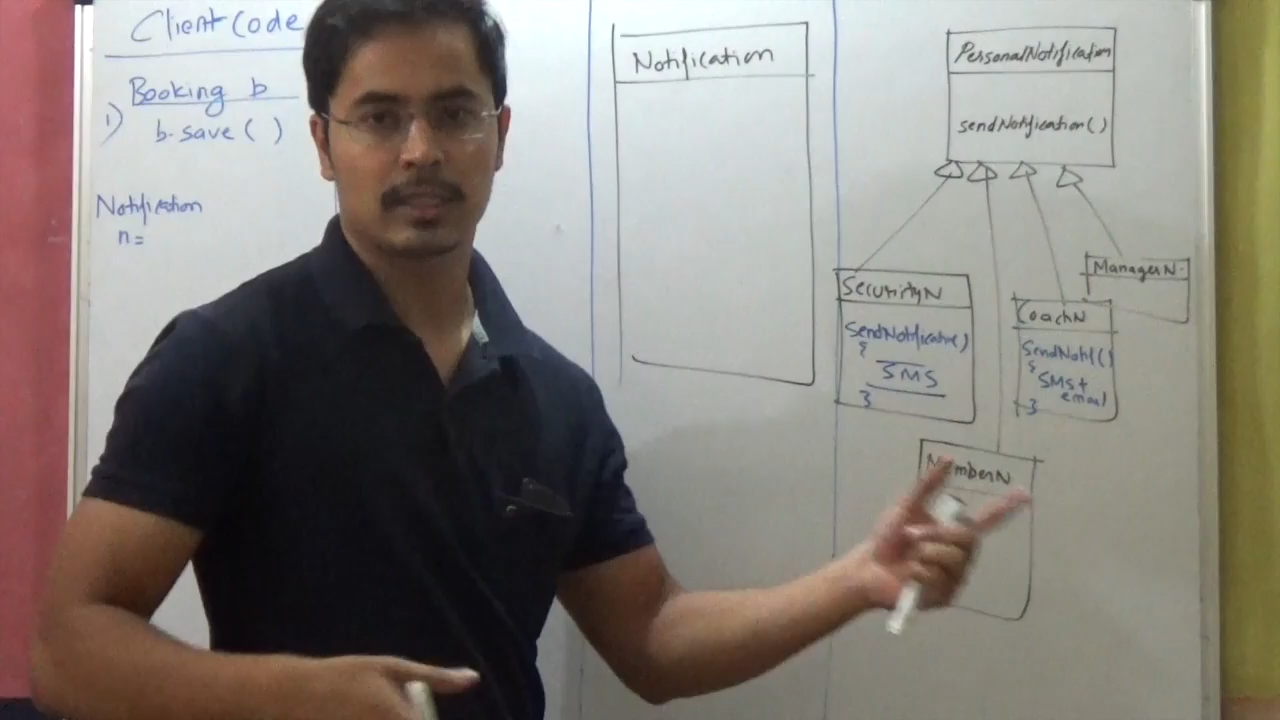 Client Code
1) Booking b
b.save ( )
Notification
n =
Notification
PersonalNotification
sendNotification()
SecurityN
SendNotification()
{
SMS
}
CoachN
SendNotif()
{
SMS+
email
}
ManagerN.
MemberN